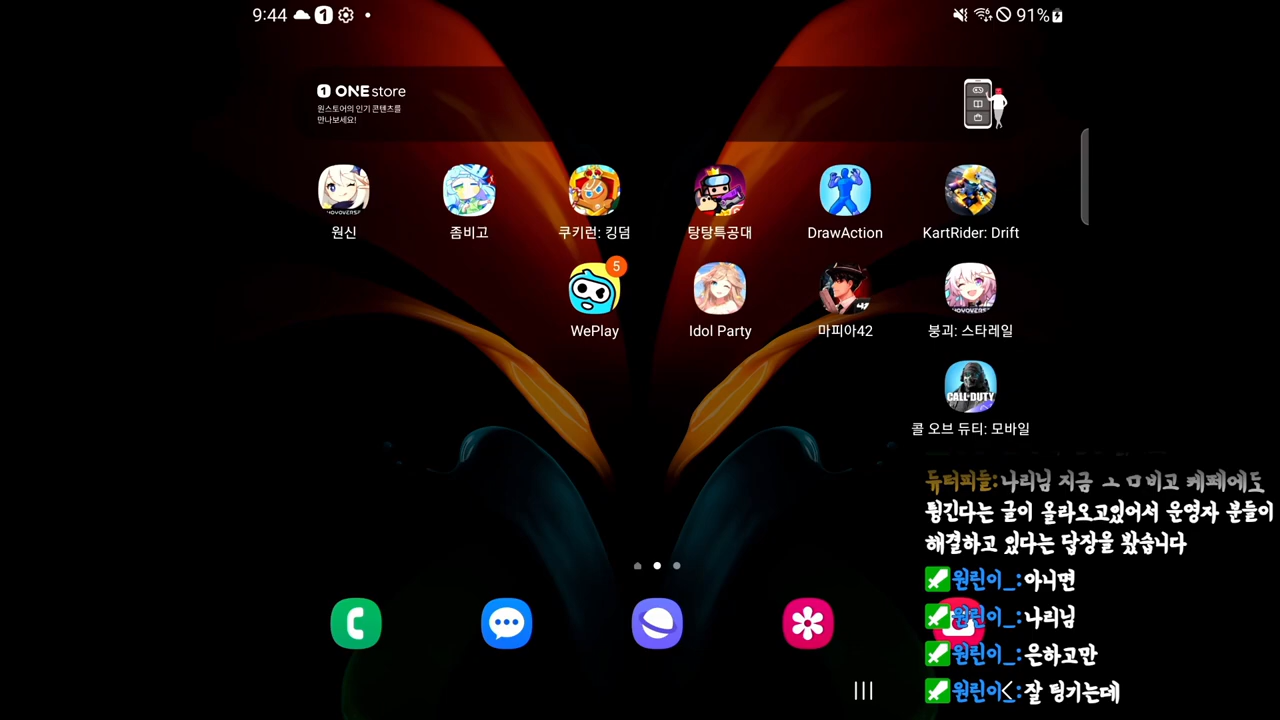 9:44
91%
ONE store
원스토어의 인기 콘텐츠를
만나보세요!
원신
좀비고
쿠키런: 킹덤
탕탕특공대
DrawAction
KartRider: Drift
5
WePlay
Idol Party
마피아42
붕괴: 스타레일
HOYOVERSE
CALL DUTY
콜 오브 듀티: 모바일
듀터피들:나리님 지금 ㅗ ㅁ비고 케페에도
튕긴다는 글이 올라오고있어서 운영자 분들이
해결하고 있다는 답장을 봤습니다
원린이_:아니면
원린이_:나리님
원린이_:은하고만
원린이_:잘 팅기는데